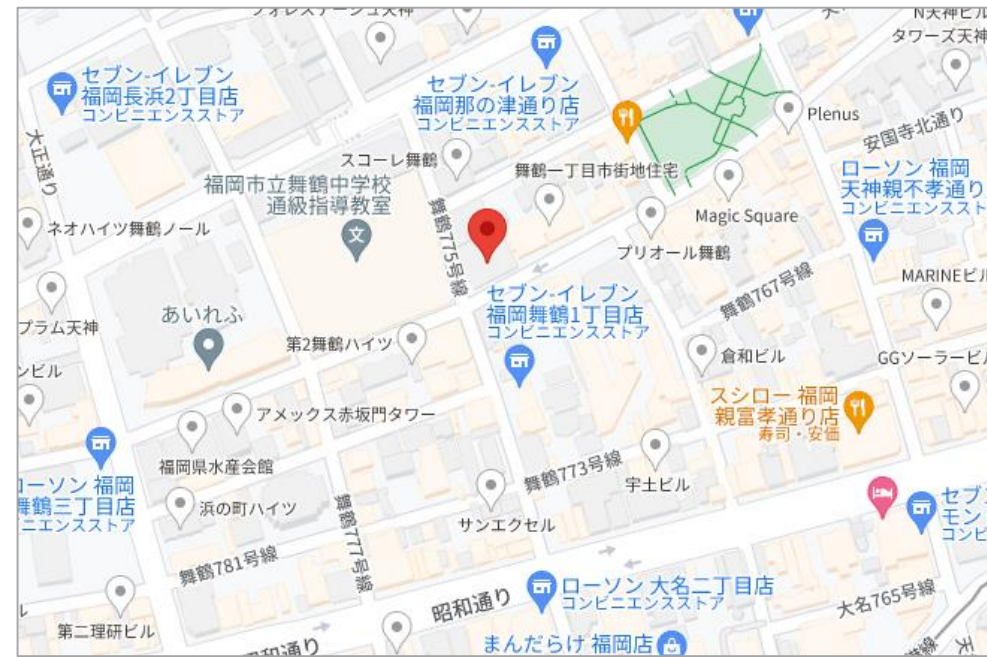 フォレステージュ天神
N天神ビル
タワーズ天神
セブン-イレブン
福岡長浜2丁目店
コンビニエンスストア
セブン-イレブン
福岡那の津通り店
コンビニエンスストア
Plenus
安国寺北通り
大正通り
スコーレ舞鶴
舞鶴一丁目市街地住宅
ローソン 福岡
天神親不孝通り
コンビニエンススト
福岡市立舞鶴中学校
通級指導教室
舞鶴775号線
Magic Square
ネオハイツ舞鶴ノール
プリオール舞鶴
MARINEビル
舞鶴767号線
セブン-イレブン
福岡舞鶴1丁目店
コンビニエンスストア
プラム天神
あいれふ
第2舞鶴ハイツ
倉和ビル
GGソーラービル
ンビル
スシロー 福岡
親富孝通り店
寿司・安価
アメックス赤坂門タワー
福岡県水産会館
舞鶴773号線
宇土ビル
ローソン 福岡
舞鶴三丁目店
ニエンスストア
浜の町ハイツ
サンエクセル
セブ
モン
コンビ
舞鶴777号線
舞鶴781号線
ローソン 大名二丁目店
コンビニエンスストア
大名765号線
昭和通り
第二理研ビル
昭和通り
まんだらけ 福岡店